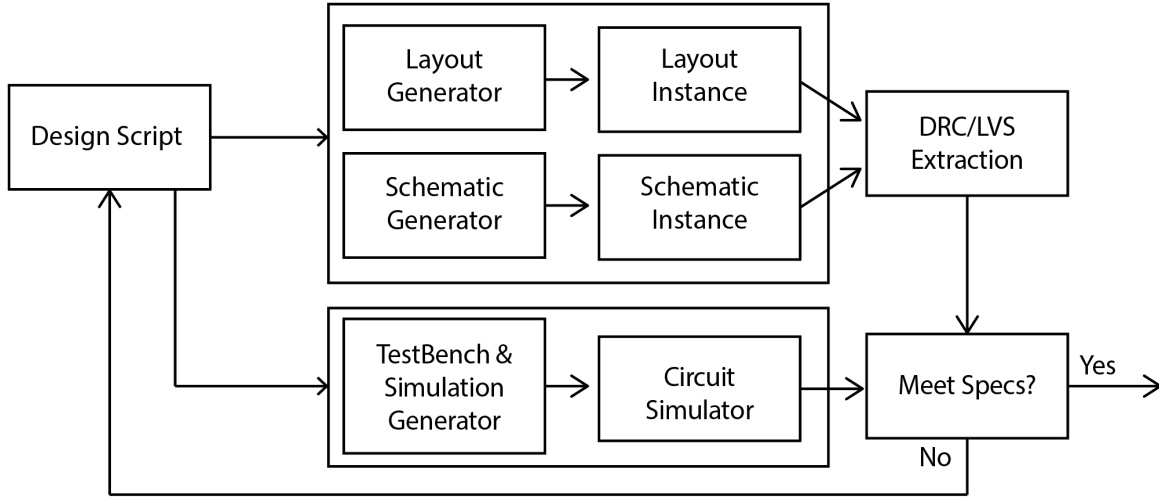 Design Script
Layout
Generator
Layout
Instance
Schematic
Generator
Schematic
Instance
DRC/LVS
Extraction
TestBench &
Simulation
Generator
Circuit
Simulator
Meet Specs?
Yes
No